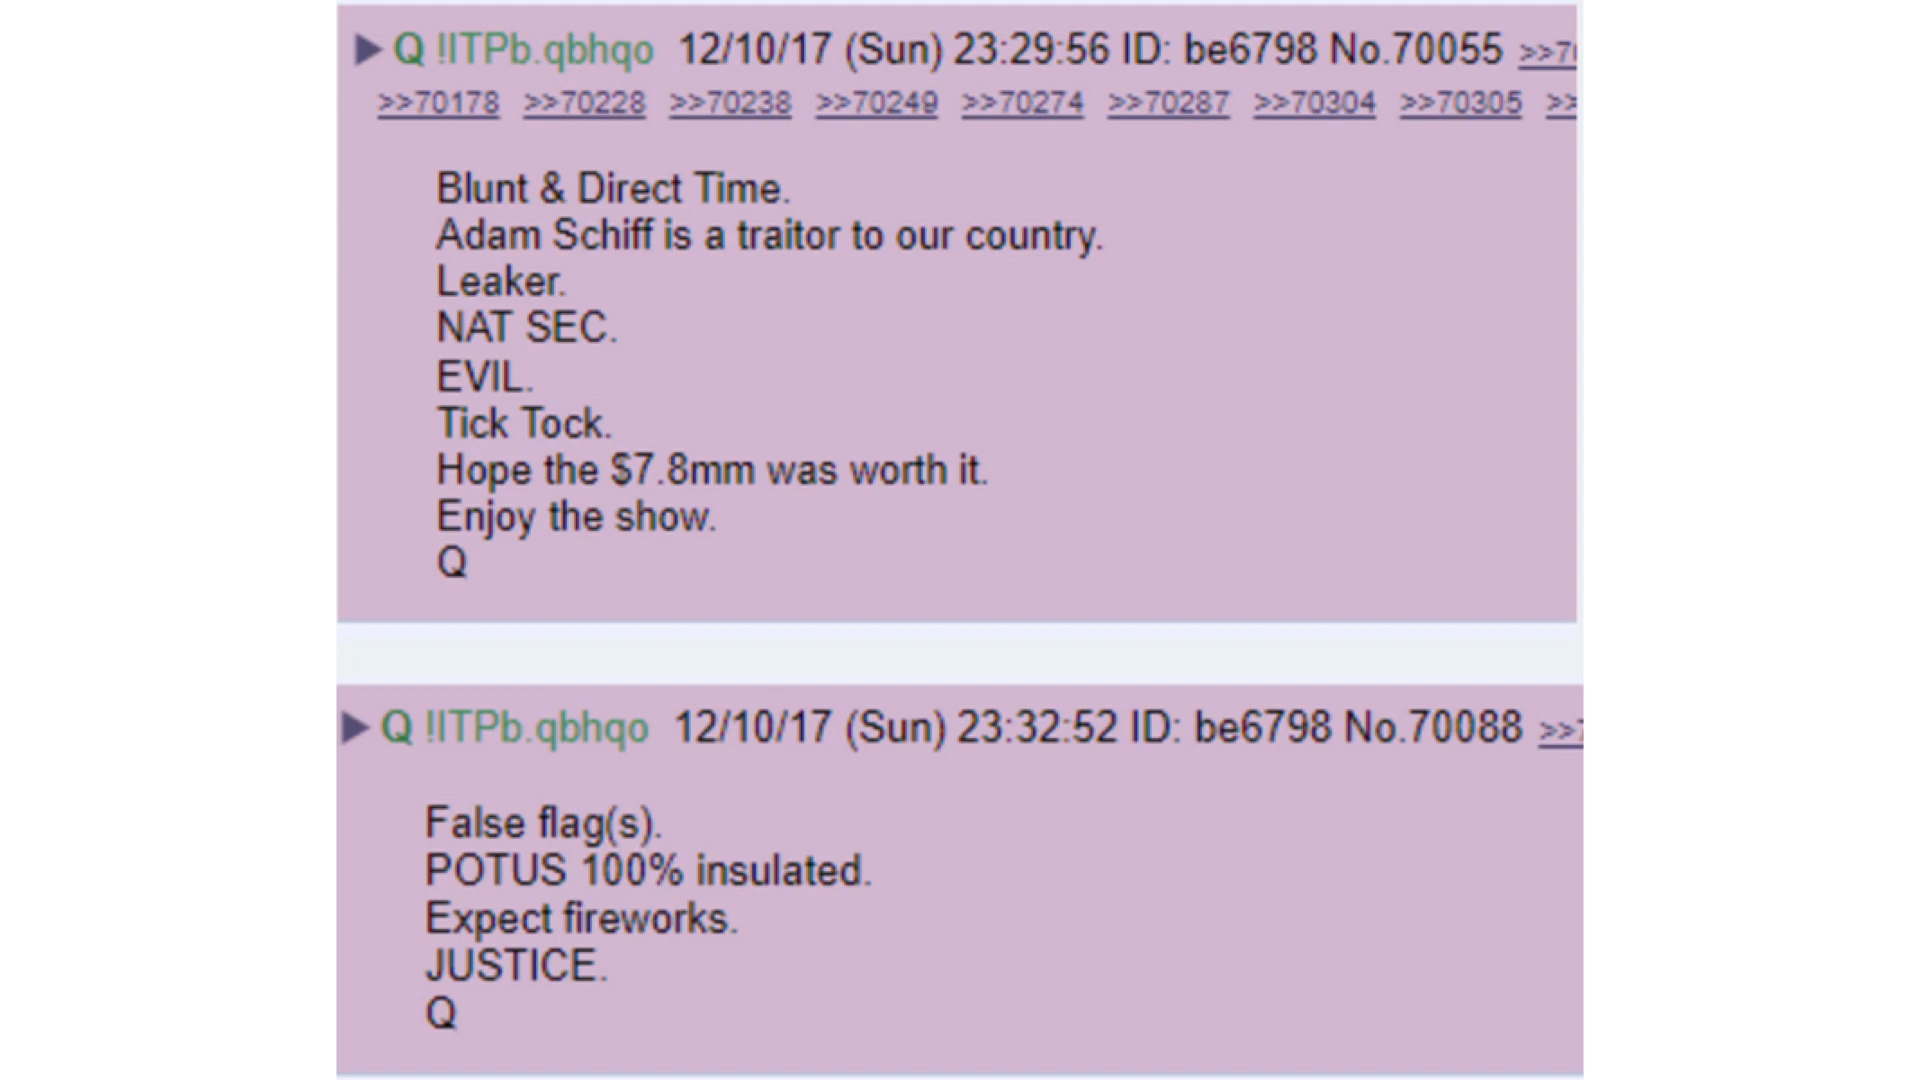 ▶ Q !ITPb.qbhqo 12/10/17 (Sun) 23:29:56 ID: be6798 No.70055
>>70178 >>70228 >>70238 >>70249 >>70274 >>70287 >>70304 >>70305 >>
Blunt & Direct Time.
Adam Schiff is a traitor to our country.
Leaker.
NAT SEC.
EVIL.
Tick Tock.
Hope the $7.8mm was worth it.
Enjoy the show.
Q
▶ Q !ITPb.qbhqo 12/10/17 (Sun) 23:32:52 ID: be6798 No.70088
False flag(s).
POTUS 100% insulated.
Expect fireworks.
JUSTICE.
Q